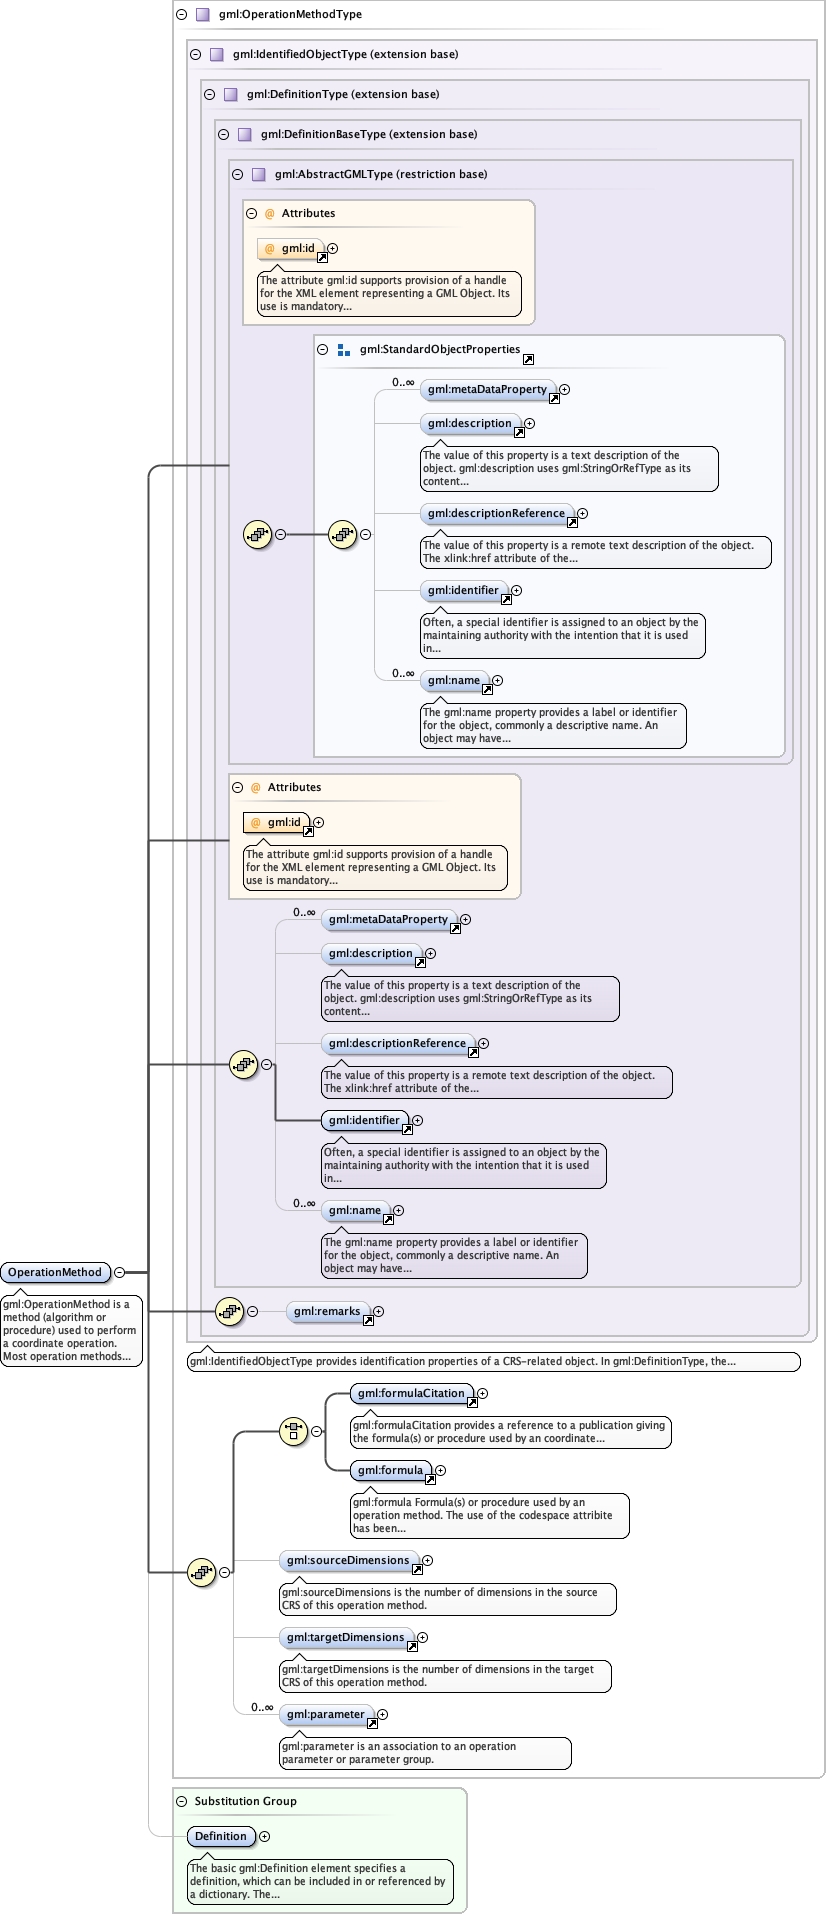 gml:OperationMethodType
gml:IdentifiedObjectType (extension base)
gml:DefinitionType (extension base)
gml:DefinitionBaseType (extension base)
gml:AbstractGMLType (restriction base)
@ Attributes
@ gml:id
The attribute gml:id supports provision of a handle
for the XML element representing a GML Object. Its
use is mandatory...
gml:StandardObjectProperties
0..∞ gml:metaDataProperty
gml:description
The value of this property is a text description of the
object. gml:description uses gml:StringOrRefType as its
content...
gml:descriptionReference
The value of this property is a remote text description of the object.
The xlink:href attribute of the...
gml:identifier
Often, a special identifier is assigned to an object by the
maintaining authority with the intention that it is used
in...
0..∞ gml:name
The gml:name property provides a label or identifier
for the object, commonly a descriptive name. An
object may have...
@ Attributes
@ gml:id
The attribute gml:id supports provision of a handle
for the XML element representing a GML Object. Its
use is mandatory...
0..∞ gml:metaDataProperty
gml:description
The value of this property is a text description of the
object. gml:description uses gml:StringOrRefType as its
content...
gml:descriptionReference
The value of this property is a remote text description of the object.
The xlink:href attribute of the...
gml:identifier
Often, a special identifier is assigned to an object by the
maintaining authority with the intention that it is used
in...
0..∞ gml:name
The gml:name property provides a label or identifier
for the object, commonly a descriptive name. An
object may have...
OperationMethod
gml:OperationMethod is a
method (algorithm or
procedure) used to perform
a coordinate operation.
Most operation methods...
gml:remarks
gml:IdentifiedObjectType provides identification properties of a CRS-related object. In gml:DefinitionType, the...
gml:formulaCitation
gml:formulaCitation provides a reference to a publication giving
the formula(s) or procedure used by an coordinate...
gml:formula
gml:formula Formula(s) or procedure used by an
operation method. The use of the codespace attribite
has been...
gml:sourceDimensions
gml:sourceDimensions is the number of dimensions in the source
CRS of this operation method.
gml:targetDimensions
gml:targetDimensions is the number of dimensions in the target
CRS of this operation method.
0..∞ gml:parameter
gml:parameter is an association to an operation
parameter or parameter group.
Substitution Group
Definition
The basic gml:Definition element specifies a
definition, which can be included in or referenced by
a dictionary. The...